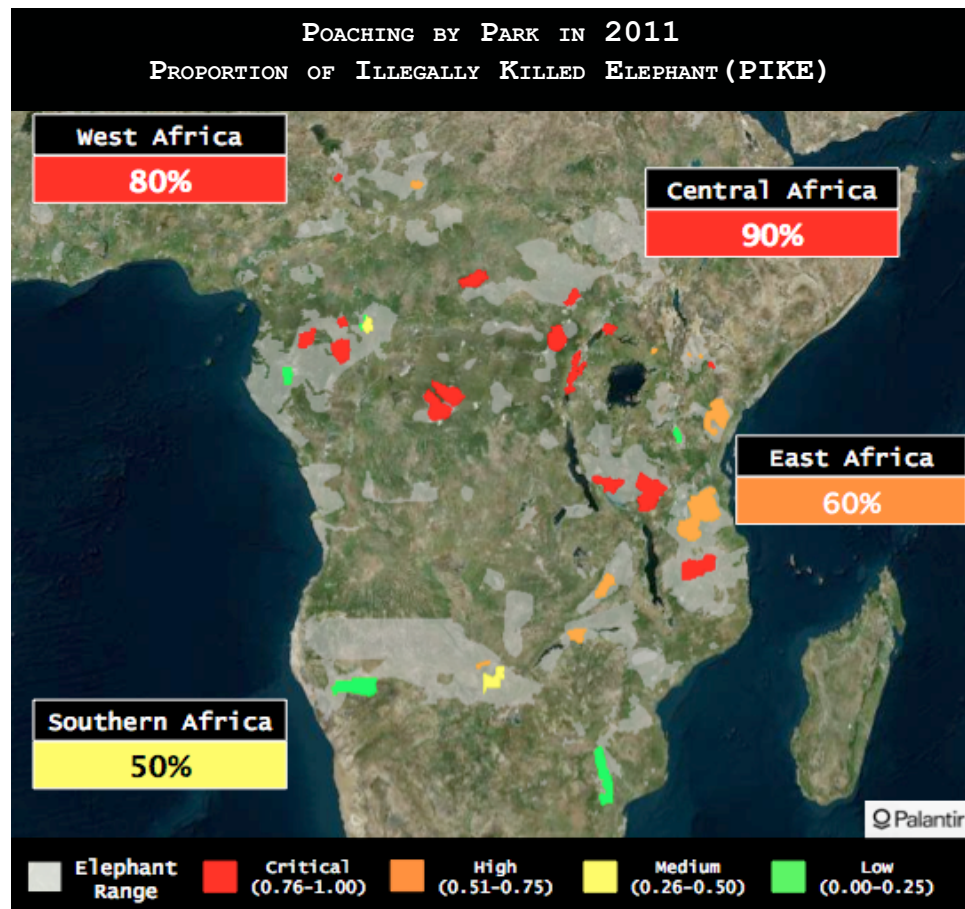 Poaching by Park in 2011
Proportion of Illegally Killed Elephant(PIKE)
West Africa
80%
Central Africa
90%
East Africa
60%
Southern Africa
50%
Palantir
Elephant
Range
Critical
(0.76-1.00)
High
(0.51-0.75)
Medium
(0.26-0.50)
Low
(0.00-0.25)